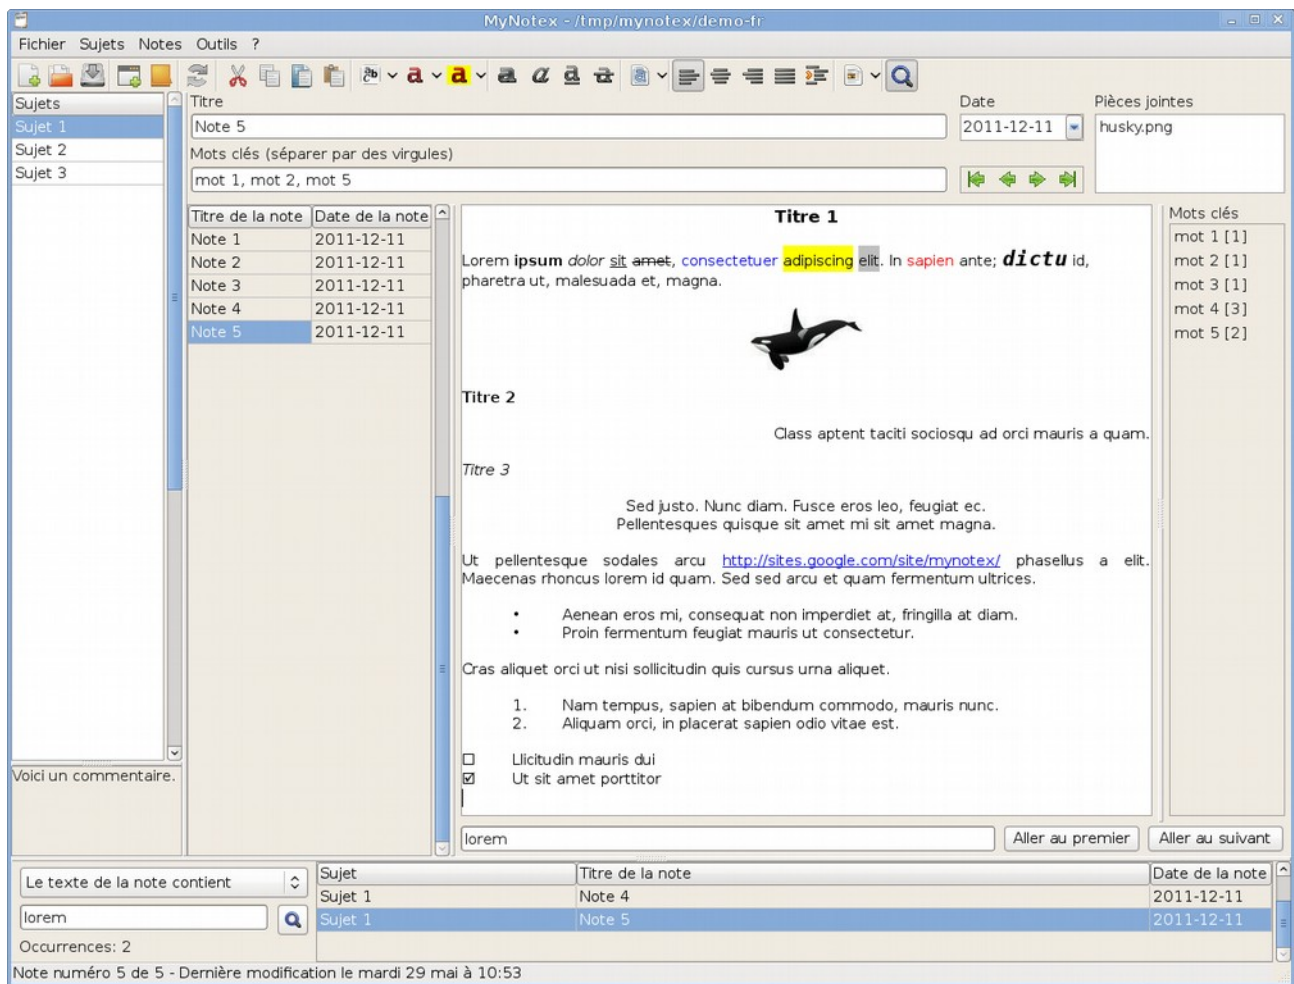 MyNotex - /tmp/mynotex/demo-fr
Fichier Sujets Notes Outils ?
Sujets
Sujet 1
Sujet 2
Sujet 3
Voici un commentaire.
Titre
Note 5
Date
2011-12-11
Pièces jointes
husky.png
Mots clés (séparer par des virgules)
mot 1, mot 2, mot 5
Titre de la note Date de la note
Note 1 2011-12-11
Note 2 2011-12-11
Note 3 2011-12-11
Note 4 2011-12-11
Note 5 2011-12-11
Titre 1
Lorem ipsum dolor sit amet, consectetuer adipiscing elit. In sapien ante; dictu id,
pharetra ut, malesuada et, magna.
Titre 2
Class aptent taciti sociosqu ad orci mauris a quam.
Titre 3
Sed justo. Nunc diam. Fusce eros leo, feugiat ec.
Pellentesques quisque sit amet mi sit amet magna.
Ut pellentesque sodales arcu http://sites.google.com/site/mynotex/ phasellus a elit.
Maecenas rhoncus lorem id quam. Sed sed arcu et quam fermentum ultrices.
• Aenean eros mi, consequat non imperdiet at, fringilla at diam.
• Proin fermentum feugiat mauris ut consectetur.
Cras aliquet orci ut nisi sollicitudin quis cursus urna aliquet.
1. Nam tempus, sapien at bibendum commodo, mauris nunc.
2. Aliquam orci, in placerat sapien odio vitae est.
☐ Llicitudin mauris dui
☑ Ut sit amet porttitor
Mots clés
mot 1 [1]
mot 2 [1]
mot 3 [1]
mot 4 [3]
mot 5 [2]
lorem
Aller au premier
Aller au suivant
Le texte de la note contient
lorem
Occurrences: 2
Sujet Titre de la note Date de la note
Sujet 1 Note 4 2011-12-11
Sujet 1 Note 5 2011-12-11
Note numéro 5 de 5 - Dernière modification le mardi 29 mai à 10:53